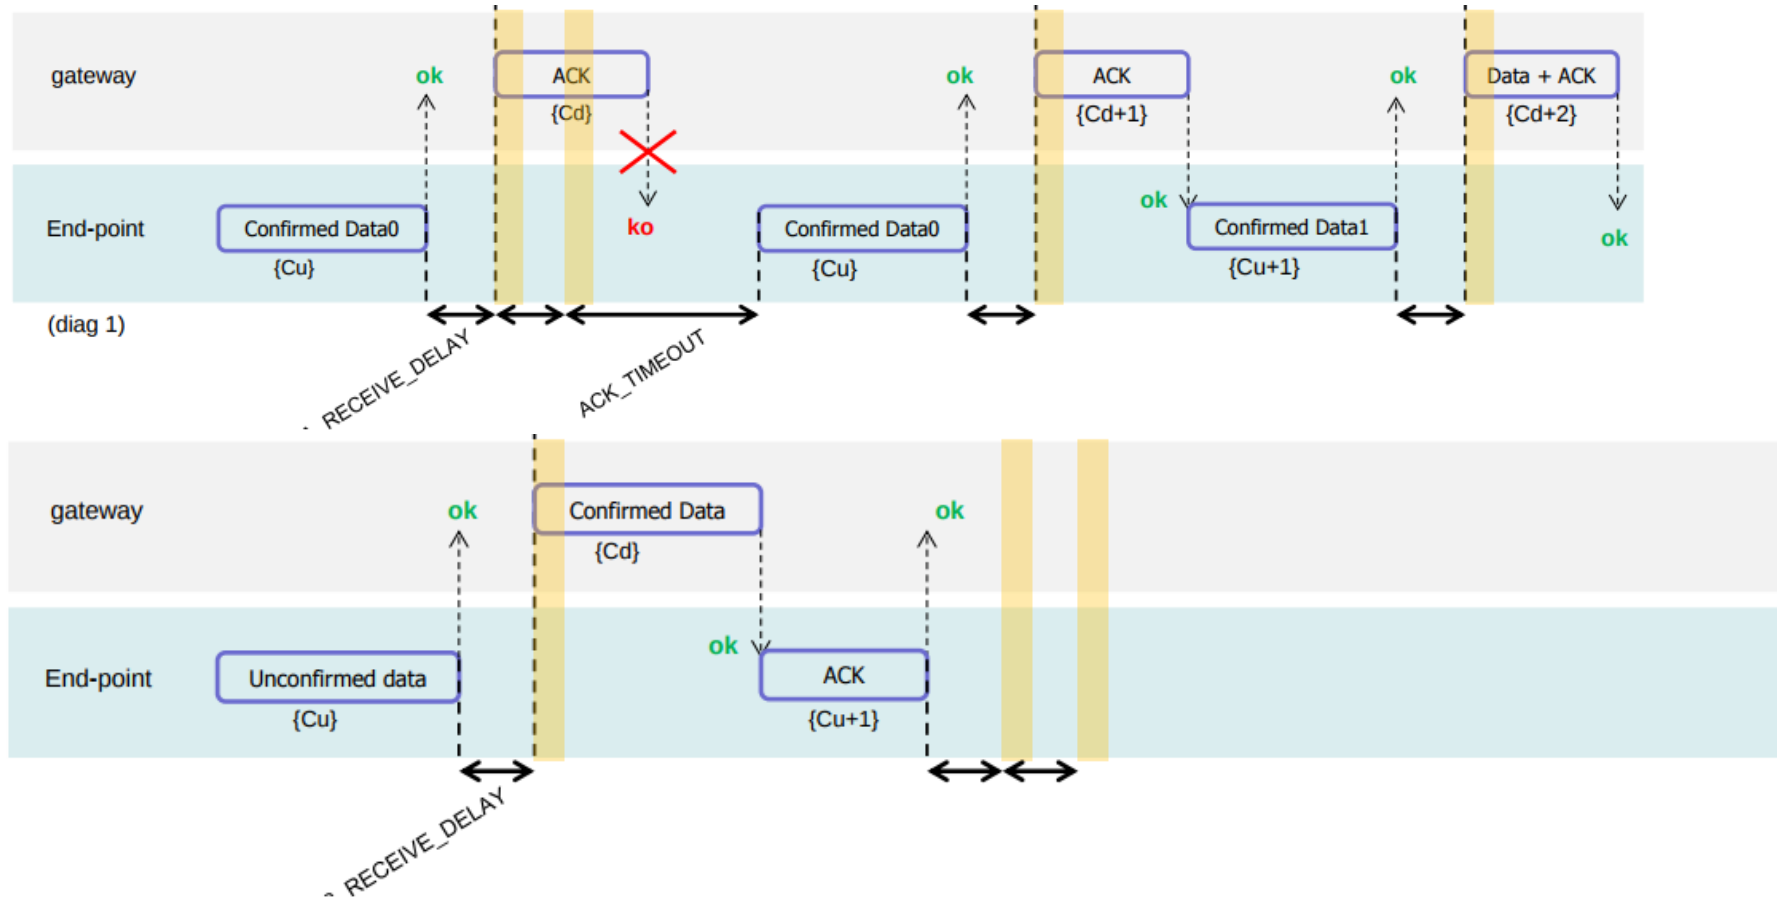 gateway
ok
ACK
{Cd}
ok
ACK
{Cd+1}
ok
Data + ACK
{Cd+2}
End-point
Confirmed Data0
{Cu}
ko
Confirmed Data0
{Cu}
ok
Confirmed Data1
{Cu+1}
ok
(diag 1)
RECEIVE_DELAY
ACK_TIMEOUT
gateway
ok
Confirmed Data
{Cd}
ok
End-point
Unconfirmed data
{Cu}
ok
ACK
{Cu+1}
RECEIVE_DELAY